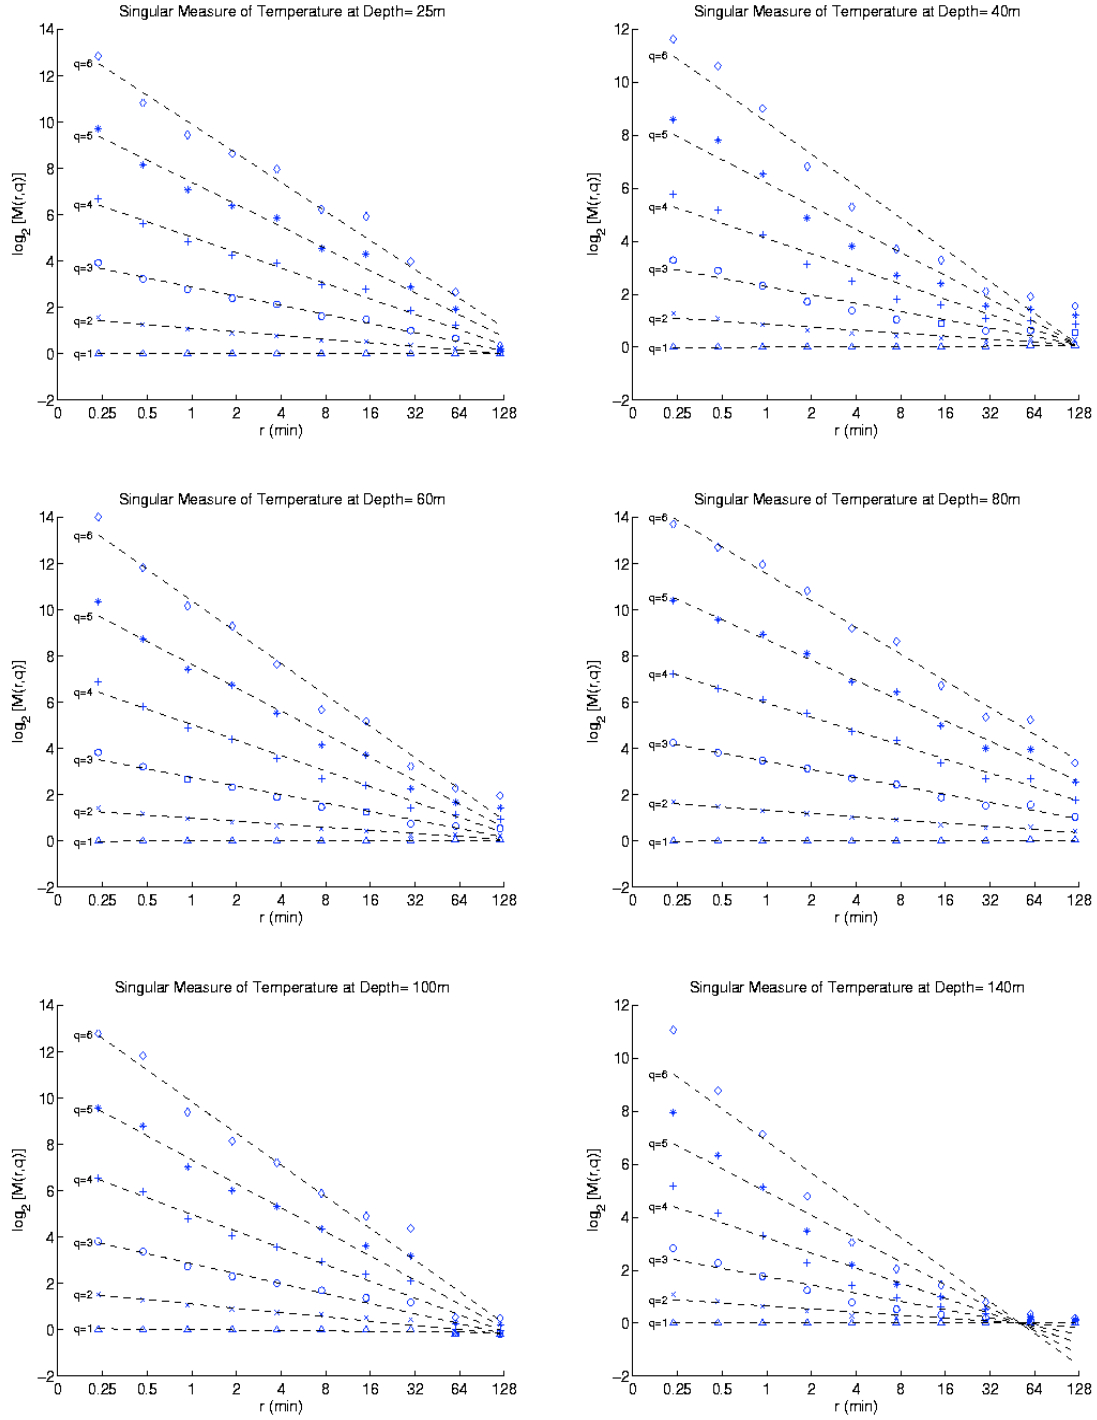 Singular Measure of Temperature at Depth= 25m
14
12
10
8
6
4
2
0
−2
log2 [M(r,q)]
q=6
q=5
q=4
q=3
q=2
q=1
0 0.25 0.5 1 2 4 8 16 32 64 128
r (min)
Singular Measure of Temperature at Depth= 40m
12
10
8
6
4
2
0
−2
log2 [M(r,q)]
q=6
q=5
q=4
q=3
q=2
q=1
0 0.25 0.5 1 2 4 8 16 32 64 128
r (min)
Singular Measure of Temperature at Depth= 60m
14
12
10
8
6
4
2
0
−2
log2 [M(r,q)]
q=6
q=5
q=4
q=3
q=2
q=1
0 0.25 0.5 1 2 4 8 16 32 64 128
r (min)
Singular Measure of Temperature at Depth= 80m
14
12
10
8
6
4
2
0
−2
log2 [M(r,q)]
q=6
q=5
q=4
q=3
q=2
q=1
0 0.25 0.5 1 2 4 8 16 32 64 128
r (min)
Singular Measure of Temperature at Depth= 100m
14
12
10
8
6
4
2
0
−2
log2 [M(r,q)]
q=6
q=5
q=4
q=3
q=2
q=1
0 0.25 0.5 1 2 4 8 16 32 64 128
r (min)
Singular Measure of Temperature at Depth= 140m
12
10
8
6
4
2
0
−2
log2 [M(r,q)]
q=6
q=5
q=4
q=3
q=2
q=1
0 0.25 0.5 1 2 4 8 16 32 64 128
r (min)